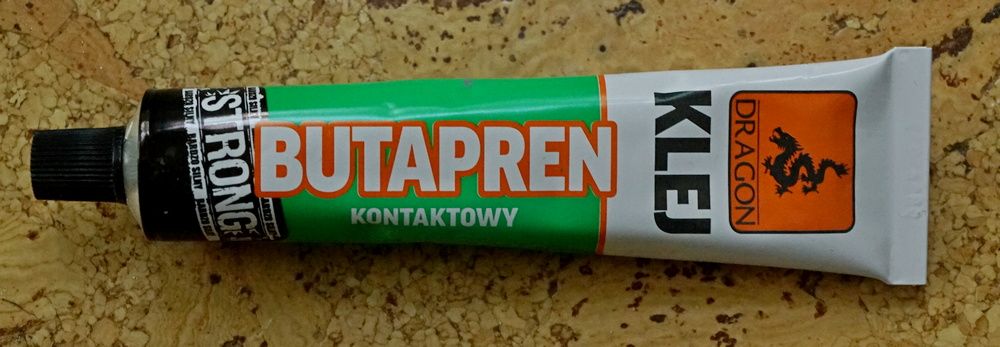 STRONG
BUTAPREN
KONTAKTOWY
KLEJ
DRAGON